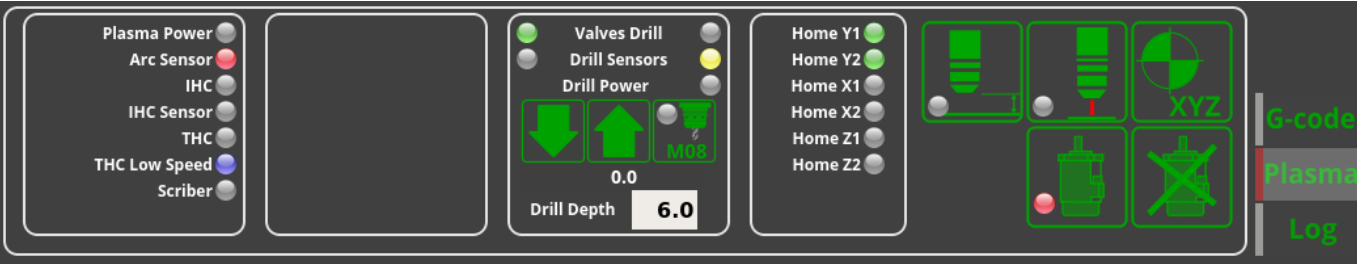 Plasma Power
Arc Sensor
IHC
IHC Sensor
THC
THC Low Speed
Scriber
Valves Drill
Drill Sensors
Drill Power
M08
0.0
Drill Depth 6.0
Home Y1
Home Y2
Home X1
Home X2
Home Z1
Home Z2
XYZ
G-code
Plasma
Log